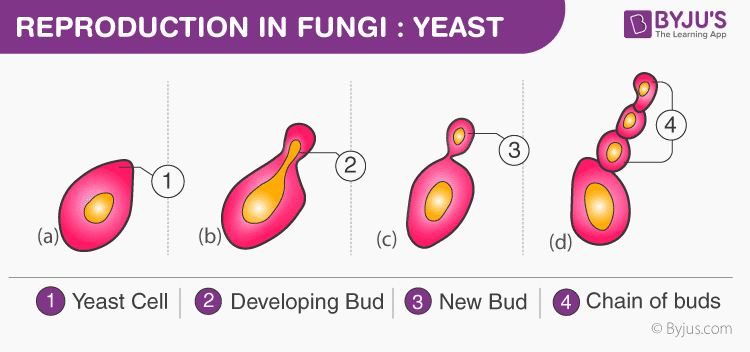 REPRODUCTION IN FUNGI : YEAST
BYJU'S
The Learning App
1
2
3
4
(a)
(b)
(c)
(d)
1 Yeast Cell
2 Developing Bud
3 New Bud
4 Chain of buds
© Byjus.com